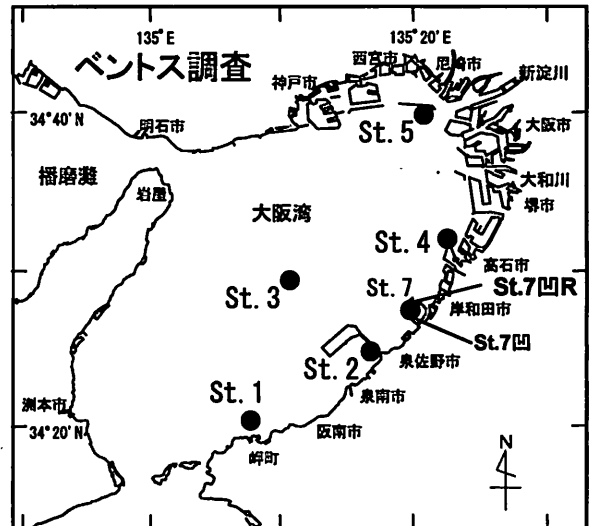 135°E
135°20'E
ベントス調査
西宮市
尼崎市
新淀川
神戸市
34°40'N
明石市
St. 5
大阪市
播磨灘
岩屋
大和川
堺市
大阪湾
St. 4
高石市
St. 3
St. 7
St.7凹R
岸和田市
St.7凹
St. 2
泉佐野市
泉南市
St. 1
洲本市
34°20'N
阪南市
岬町
N